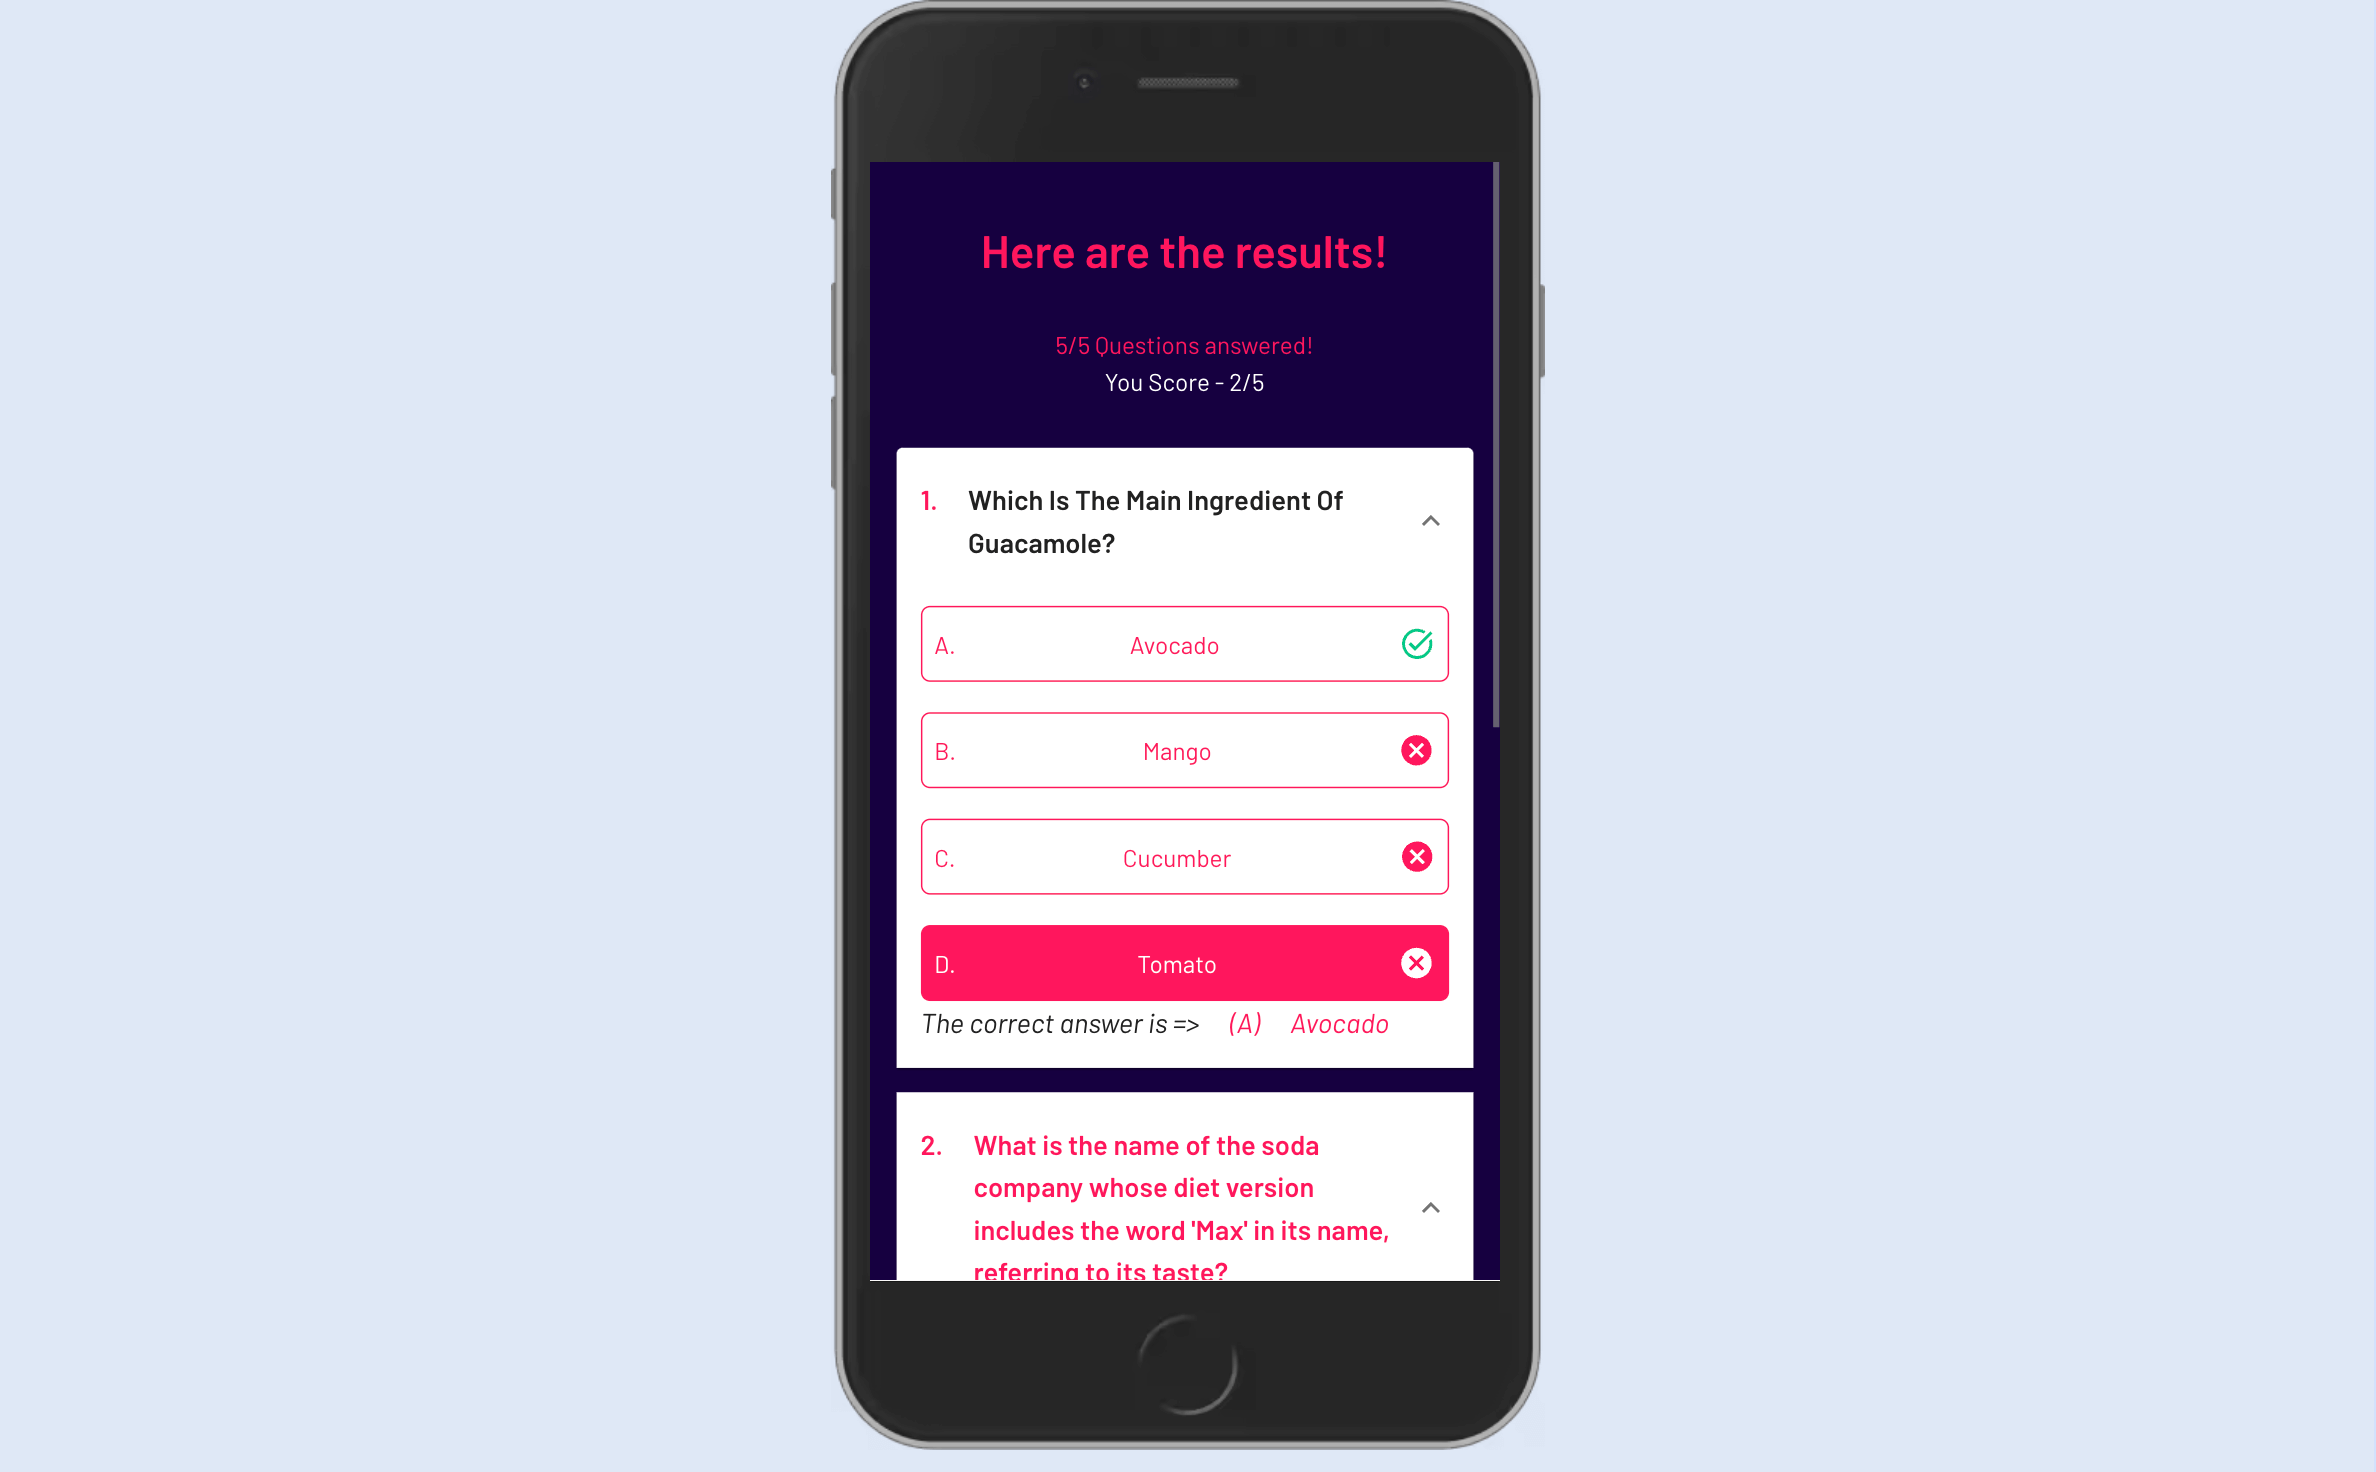 Here are the results!
5/5 Questions answered!
You Score - 2/5
1. Which Is The Main Ingredient Of
Guacamole?
A. Avocado
B. Mango
C. Cucumber
D. Tomato
The correct answer is => (A) Avocado
2. What is the name of the soda
company whose diet version
includes the word 'Max' in its name,
referring to its taste?